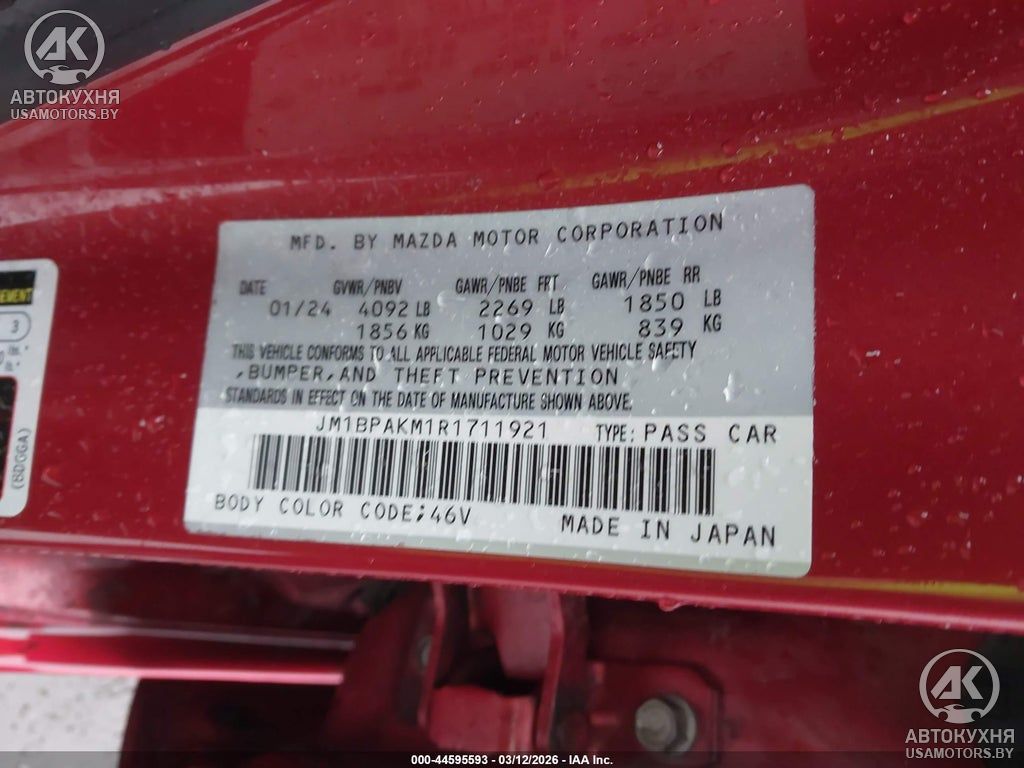 АК
АВТОКУХНЯ
USAMOTORS.BY
MFD. BY MAZDA MOTOR CORPORATION
DATE GVWR/PNBV GAWR/PNBE FRT GAWR/PNBE RR
01/24 4092 LB 2269 LB 1850 LB
1856 KG 1029 KG 839 KG
THIS VEHICLE CONFORMS TO ALL APPLICABLE FEDERAL MOTOR VEHICLE SAFETY
,BUMPER,AND THEFT PREVENTION
STANDARDS IN EFFECT ON THE DATE OF MANUFACTURE SHOWN ABOVE.
JM1BPAKM1R1711921 TYPE: PASS CAR
BODY COLOR CODE;46V
MADE IN JAPAN
3
(BDGGA)
АК
АВТОКУХНЯ
USAMOTORS.BY
000-44595593 - 03/12/2026 - IAA Inc.